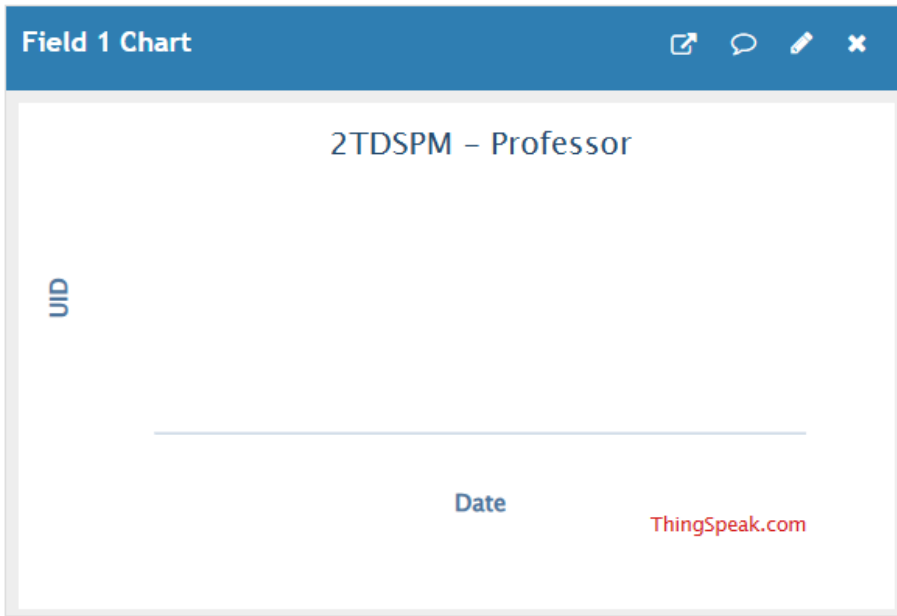 Field 1 Chart
2TDSPM - Professor
UID
Date
ThingSpeak.com